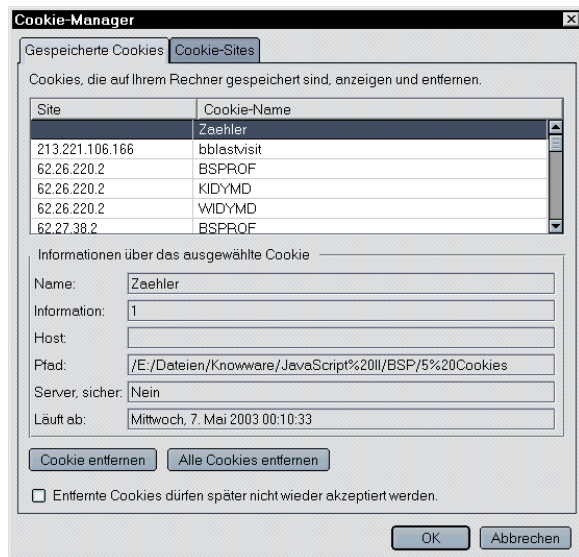 Cookie-Manager
Gespeicherte Cookies Cookie-Sites
Cookies, die auf Ihrem Rechner gespeichert sind, anzeigen und entfernen.
Site Cookie-Name
Zaehler
213.221.106.166 bblastvisit
62.26.220.2 BSPROF
62.26.220.2 KIDYMD
62.26.220.2 WIDYMD
62.27.38.2 BSPROF
Informationen über das ausgewählte Cookie
Name: Zaehler
Information: 1
Host:
Pfad: /E:/Dateien/Knowware/JavaScript%20II/BSP/5%20Cookies
Server, sicher: Nein
Läuft ab: Mittwoch, 7. Mai 2003 00:10:33
Cookie entfernen Alle Cookies entfernen
Entfernte Cookies dürfen später nicht wieder akzeptiert werden.
OK Abbrechen